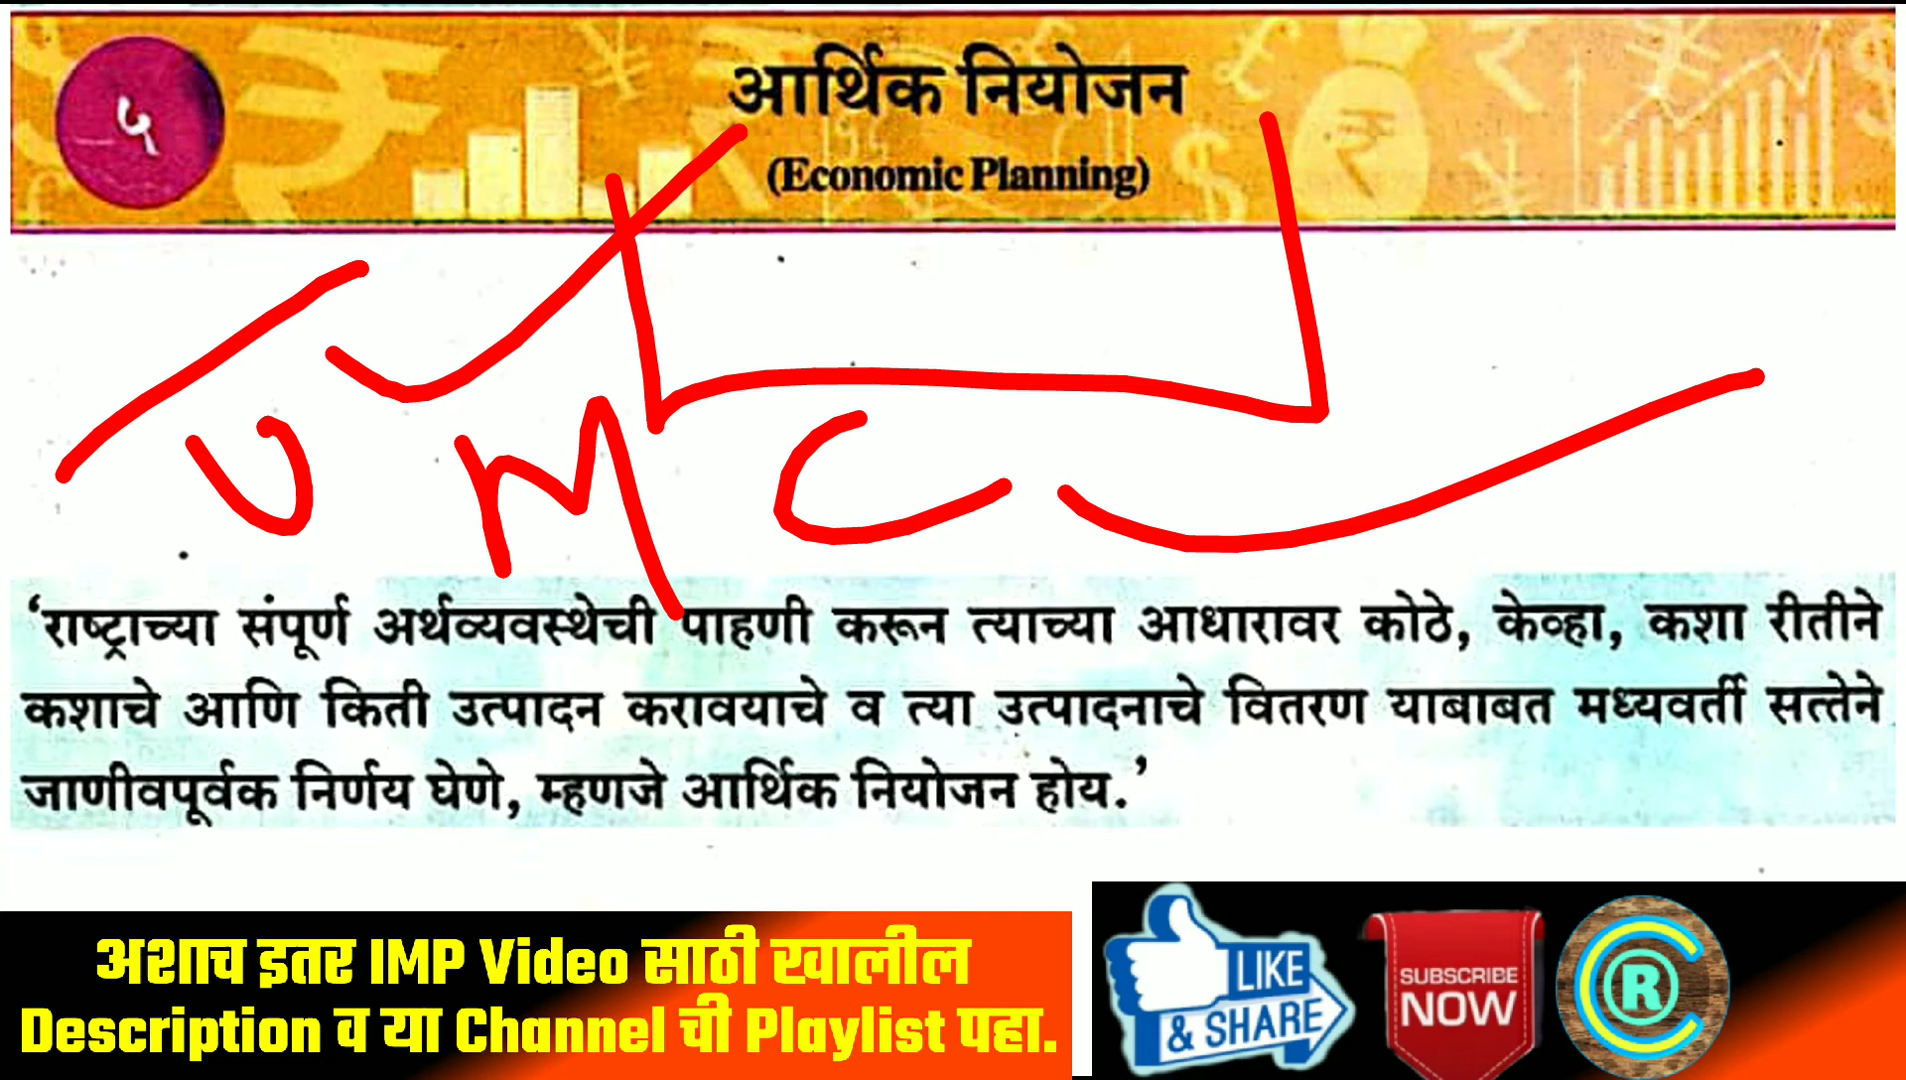 ५
आर्थिक नियोजन
(Economic Planning)
U M C
‘राष्ट्राच्या संपूर्ण अर्थव्यवस्थेची पाहणी करून त्याच्या आधारावर कोठे, केव्हा, कशा रीतीने
कशाचे आणि किती उत्पादन करावयाचे व त्या उत्पादनाचे वितरण याबाबत मध्यवर्ती सत्तेने
जाणीवपूर्वक निर्णय घेणे, म्हणजे आर्थिक नियोजन होय.’
अशाच इतर IMP Video साठी खालील
Description व या Channel ची Playlist पहा.
LIKE
& SHARE
SUBSCRIBE
NOW
R